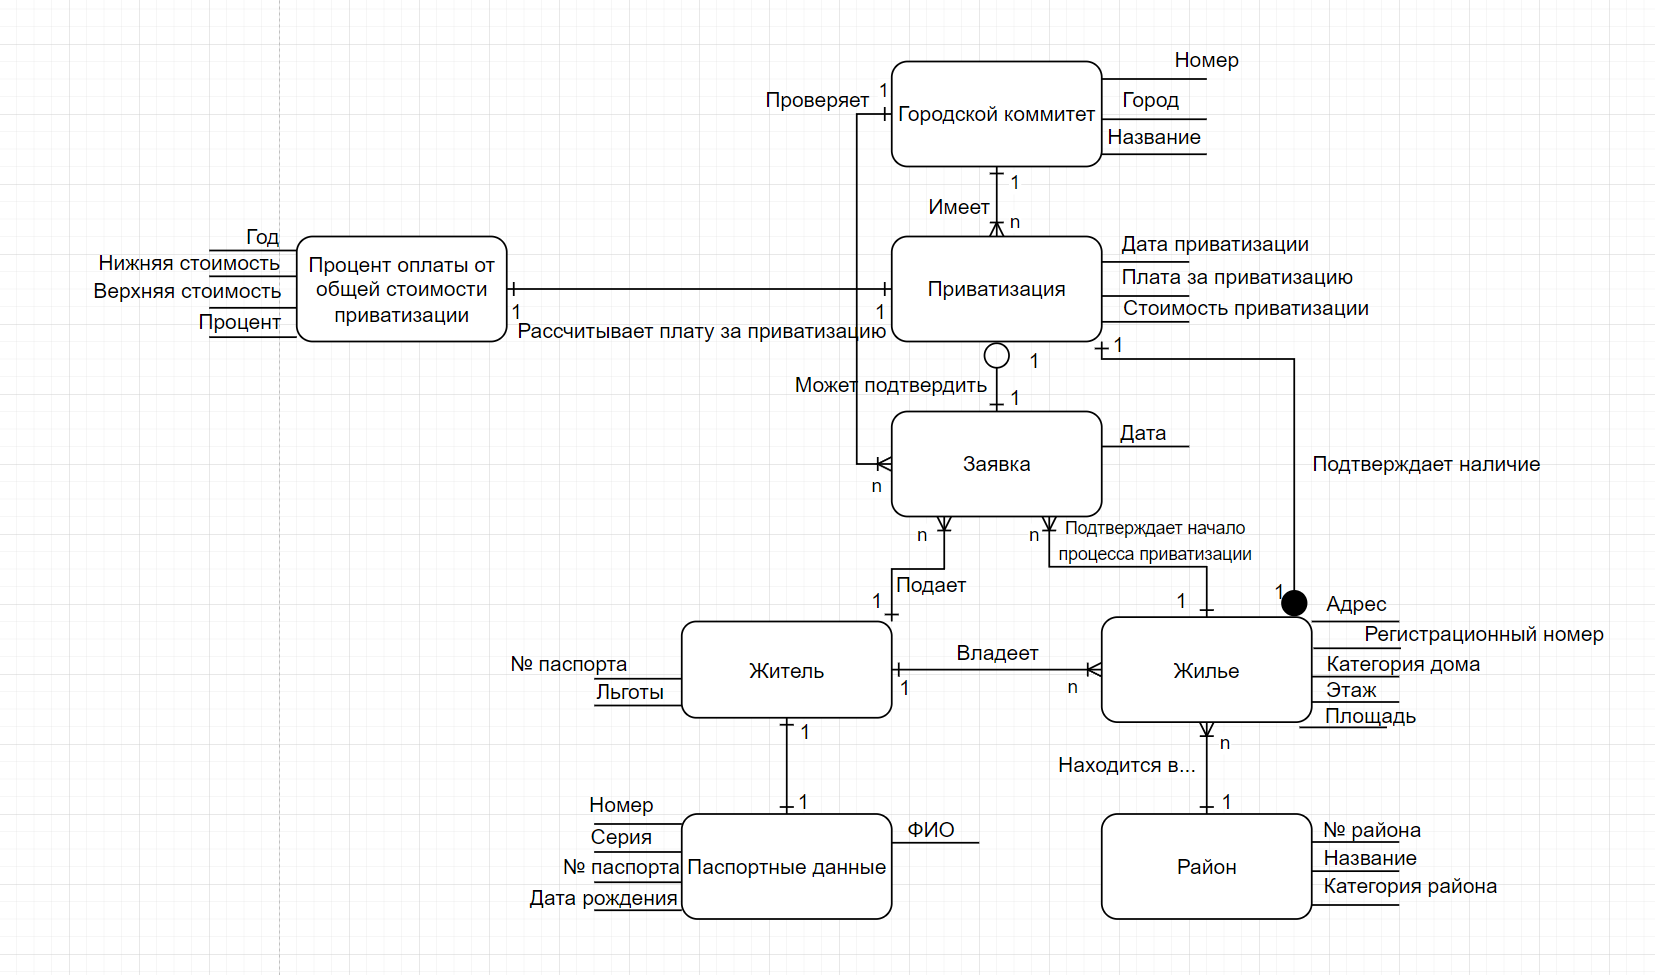 Номер
1
Проверяет
Город
Городской коммитет
Название
1
Имеет
n
Год
Дата приватизации
Нижняя стоимость
Процент оплаты от
общей стоимости
приватизации
Плата за приватизацию
Верхняя стоимость
Приватизация
Стоимость приватизации
Процент
1
1
Рассчитывает плату за приватизацию
1
1
Может подтвердить
1
Дата
Заявка
Подтверждает наличие
n
n
n
Подтверждает начало
процесса приватизации
Подает
1
1
1
Адрес
Регистрационный номер
Владеет
№ паспорта
Житель
Жилье
Категория дома
Льготы
1
n
Этаж
Площадь
1
n
Находится в...
1
1
Номер
ФИО
№ района
Серия
Название
№ паспорта
Паспортные данные
Район
Категория района
Дата рождения